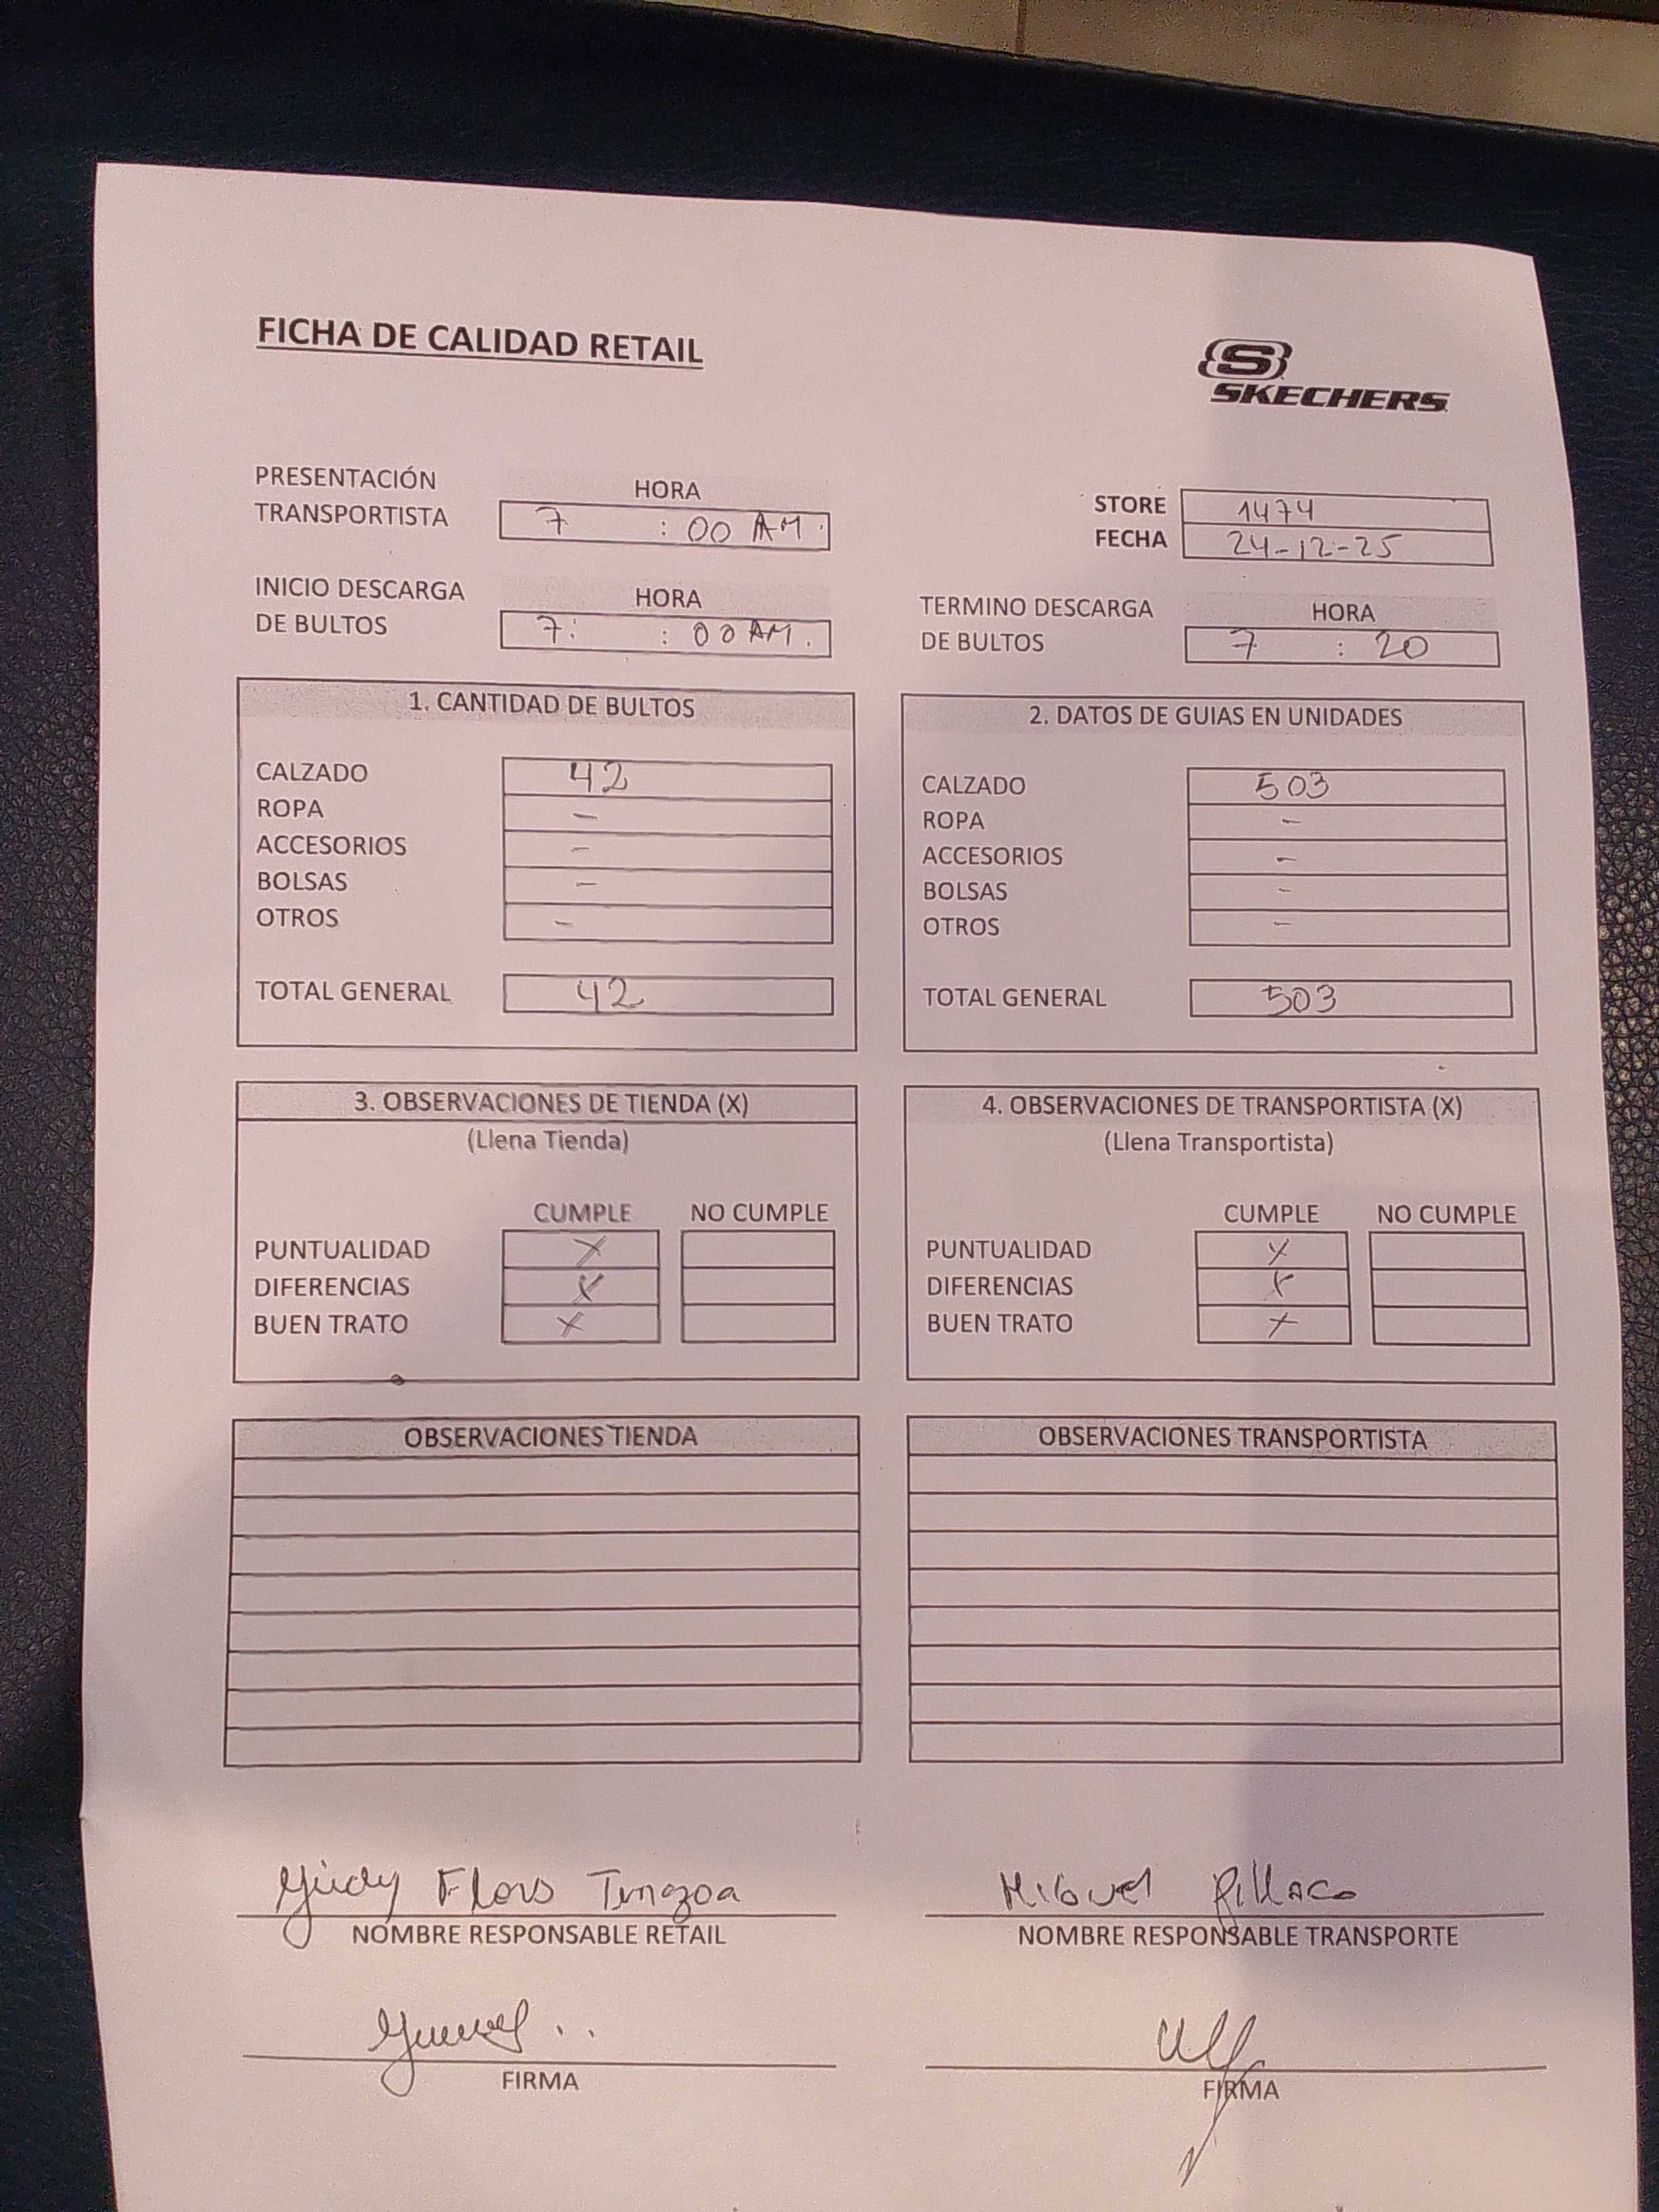 FICHA DE CALIDAD RETAIL
S
SKECHERS
PRESENTACIÓN
TRANSPORTISTA
HORA
7 : 00 AM.
STORE 1474
FECHA 24-12-25
INICIO DESCARGA
DE BULTOS
HORA
7: : 00 AM.
TERMINO DESCARGA
DE BULTOS
HORA
7 : 20
1. CANTIDAD DE BULTOS
CALZADO 42
ROPA -
ACCESORIOS -
BOLSAS -
OTROS -
TOTAL GENERAL 42
2. DATOS DE GUIAS EN UNIDADES
CALZADO 503
ROPA -
ACCESORIOS -
BOLSAS -
OTROS -
TOTAL GENERAL 503
3. OBSERVACIONES DE TIENDA (X)
(Llena Tienda)
CUMPLE NO CUMPLE
PUNTUALIDAD X
DIFERENCIAS X
BUEN TRATO X
4. OBSERVACIONES DE TRANSPORTISTA (X)
(Llena Transportista)
CUMPLE NO CUMPLE
PUNTUALIDAD X
DIFERENCIAS X
BUEN TRATO X
OBSERVACIONES TIENDA
OBSERVACIONES TRANSPORTISTA
NOMBRE RESPONSABLE RETAIL
Miguel Pillaco
NOMBRE RESPONSABLE TRANSPORTE
FIRMA
FIRMA